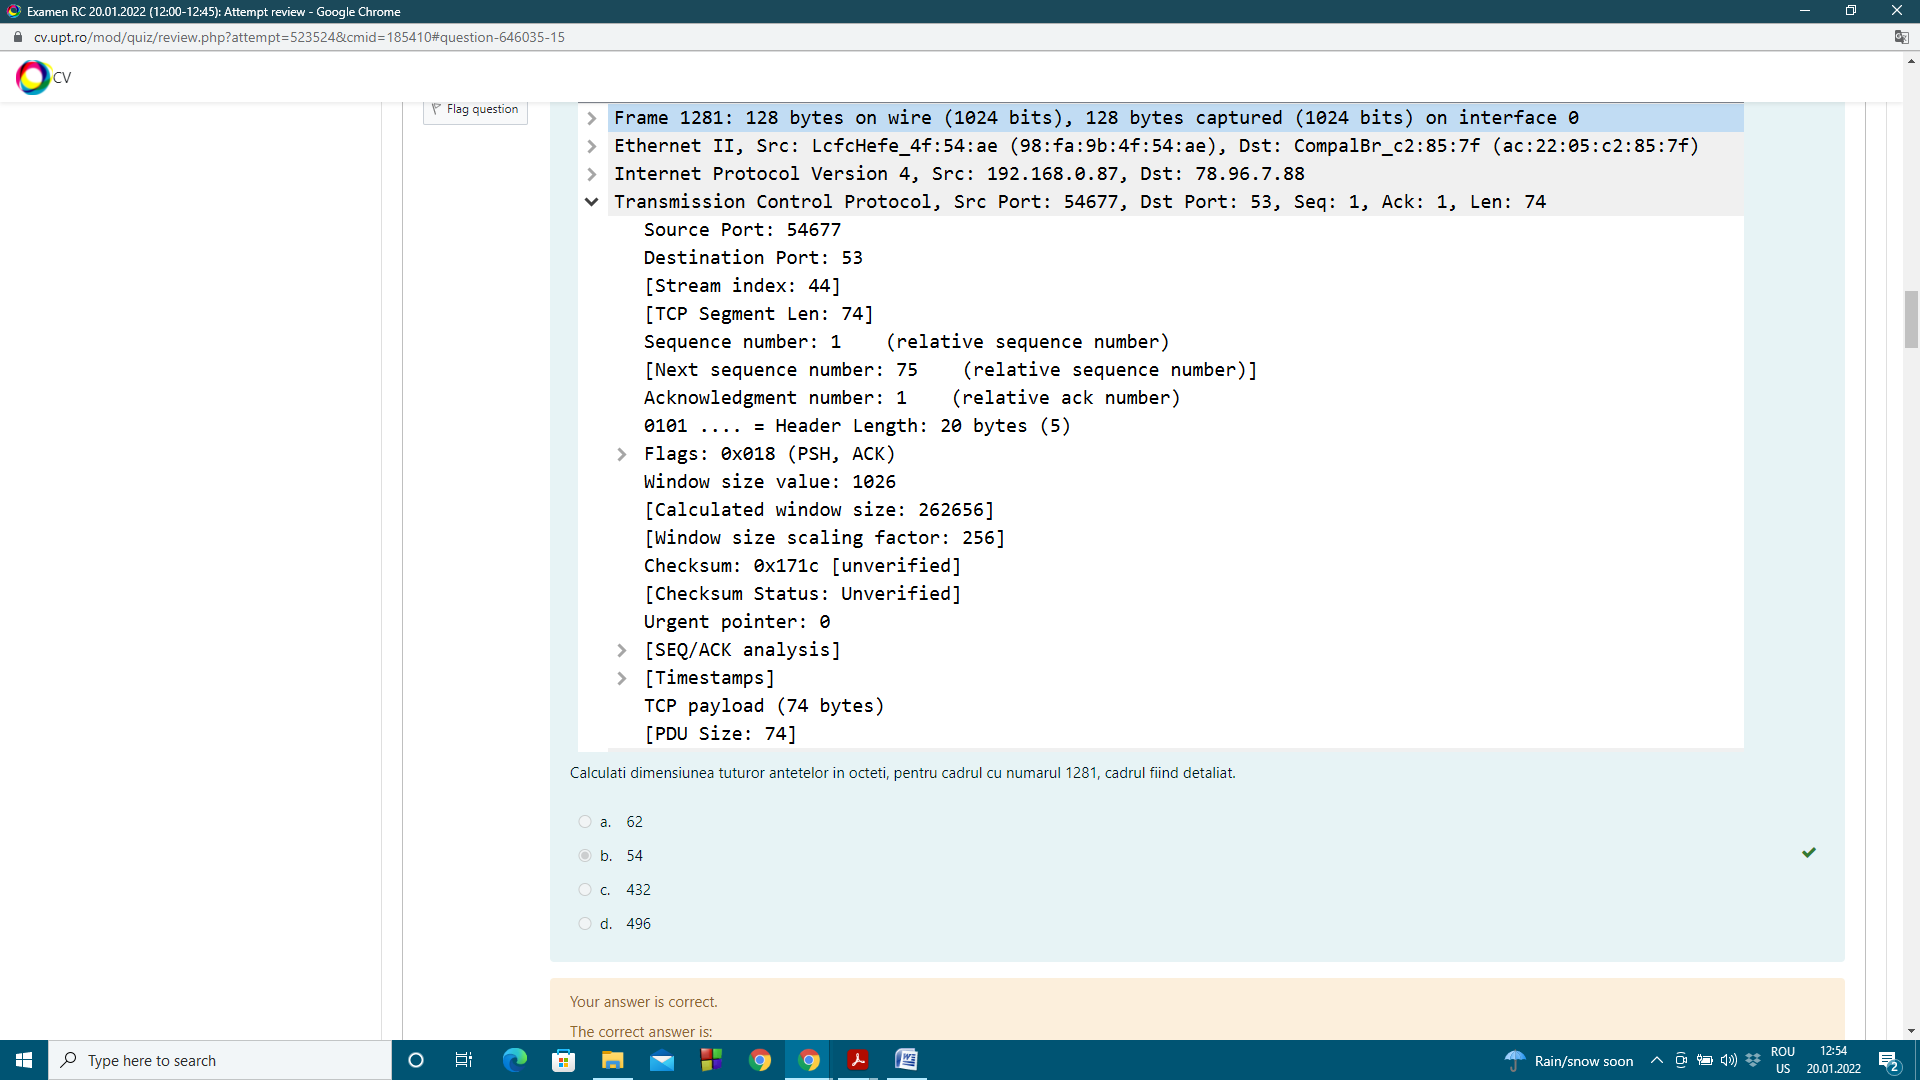 Examen RC 20.01.2022 (12:00-12:45): Attempt review - Google Chrome
cv.upt.ro/mod/quiz/review.php?attempt=523524&cmid=185410#question-646035-15
CV
Flag question
Frame 1281: 128 bytes on wire (1024 bits), 128 bytes captured (1024 bits) on interface 0
Ethernet II, Src: LcfcHefe_4f:54:ae (98:fa:9b:4f:54:ae), Dst: CompalBr_c2:85:7f (ac:22:05:c2:85:7f)
Internet Protocol Version 4, Src: 192.168.0.87, Dst: 78.96.7.88
Transmission Control Protocol, Src Port: 54677, Dst Port: 53, Seq: 1, Ack: 1, Len: 74
Source Port: 54677
Destination Port: 53
[Stream index: 44]
[TCP Segment Len: 74]
Sequence number: 1    (relative sequence number)
[Next sequence number: 75    (relative sequence number)]
Acknowledgment number: 1    (relative ack number)
0101 .... = Header Length: 20 bytes (5)
Flags: 0x018 (PSH, ACK)
Window size value: 1026
[Calculated window size: 262656]
[Window size scaling factor: 256]
Checksum: 0x171c [unverified]
[Checksum Status: Unverified]
Urgent pointer: 0
[SEQ/ACK analysis]
[Timestamps]
TCP payload (74 bytes)
[PDU Size: 74]
Calculati dimensiunea tuturor antetelor in octeti, pentru cadrul cu numarul 1281, cadrul fiind detaliat.
a. 62
b. 54
c. 432
d. 496
Your answer is correct.
The correct answer is:
Type here to search
Rain/snow soon
ROU
US
12:54
20.01.2022
2